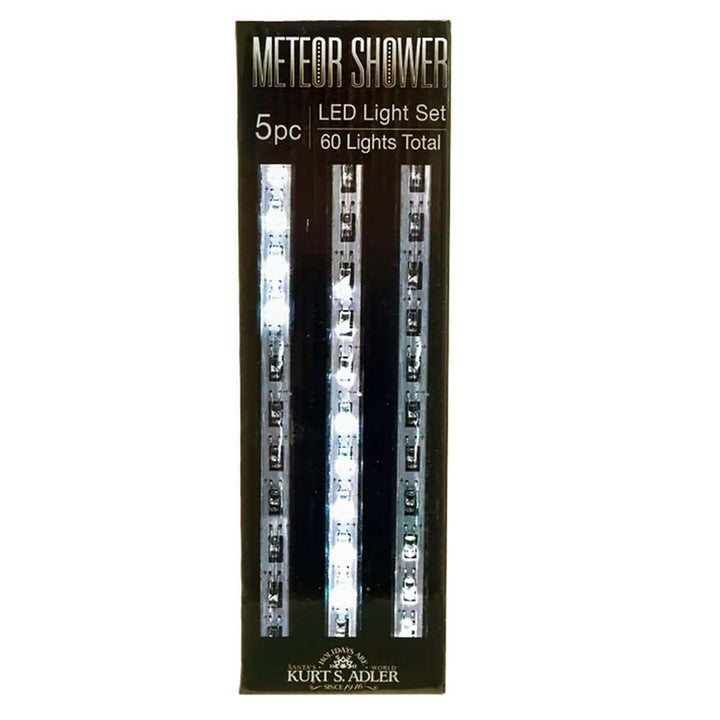 METEOR SHOWER
5pc
LED Light Set
60 Lights Total
HOLIDAYS ARE
SANTA'S WORLD
KURT S. ADLER
SINCE 1946